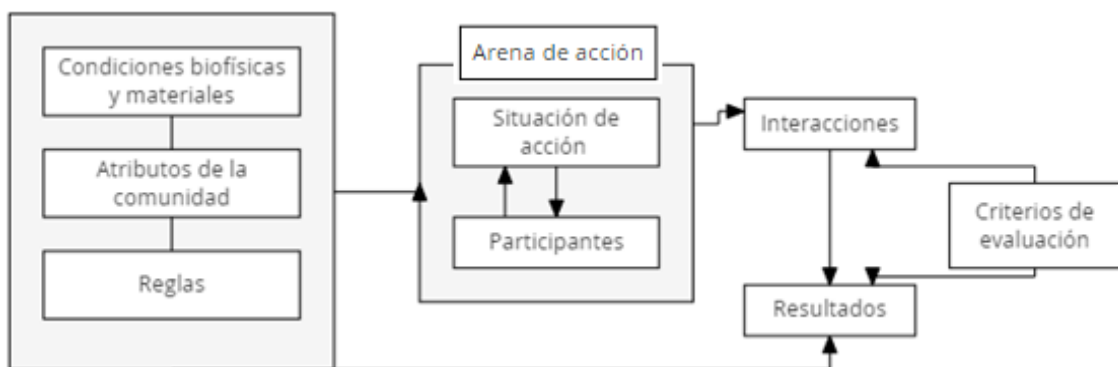 Condiciones biofísicas
y materiales
Atributos de la
comunidad
Reglas
Arena de acción
Situación de
acción
Participantes
Interacciones
Resultados
Criterios de
evaluación